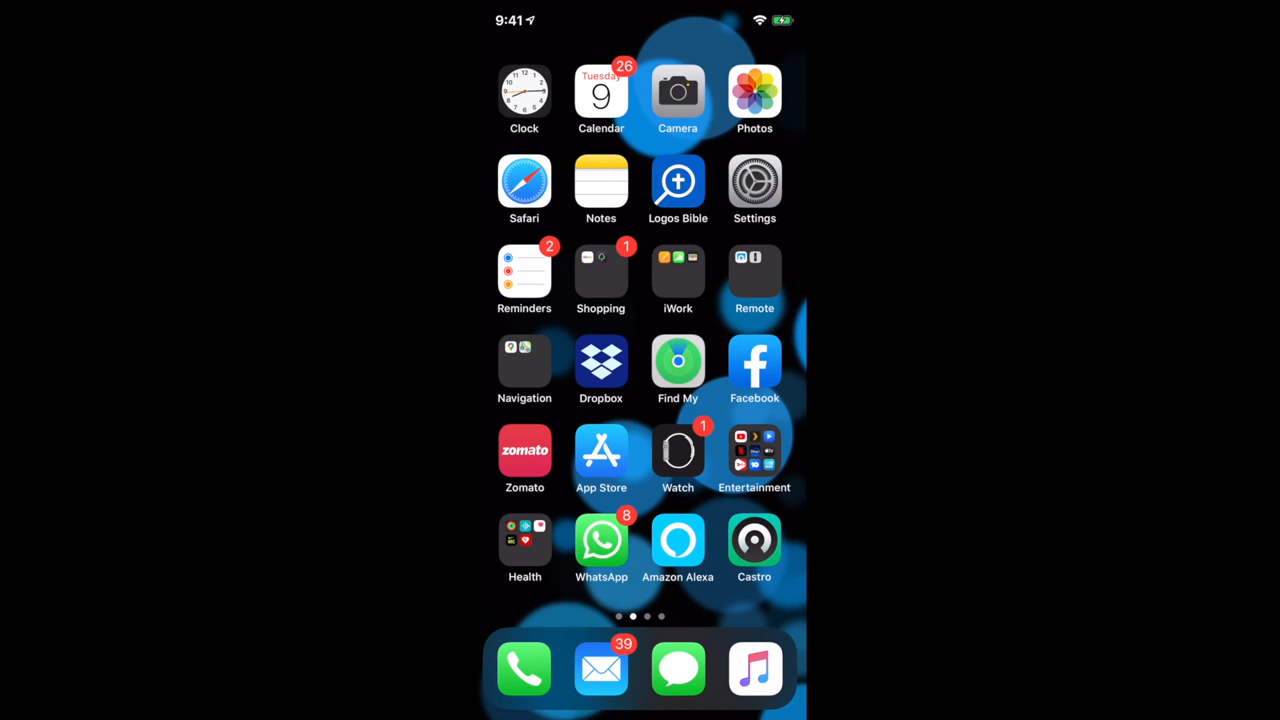 9:41
26
Tuesday
9
Clock
Calendar
Camera
Photos
Safari
Notes
Logos Bible
Settings
2
1
Reminders
Shopping
iWork
Remote
Navigation
Dropbox
Find My
Facebook
zomato
1
Zomato
App Store
Watch
Entertainment
8
Health
WhatsApp
Amazon Alexa
Castro
39